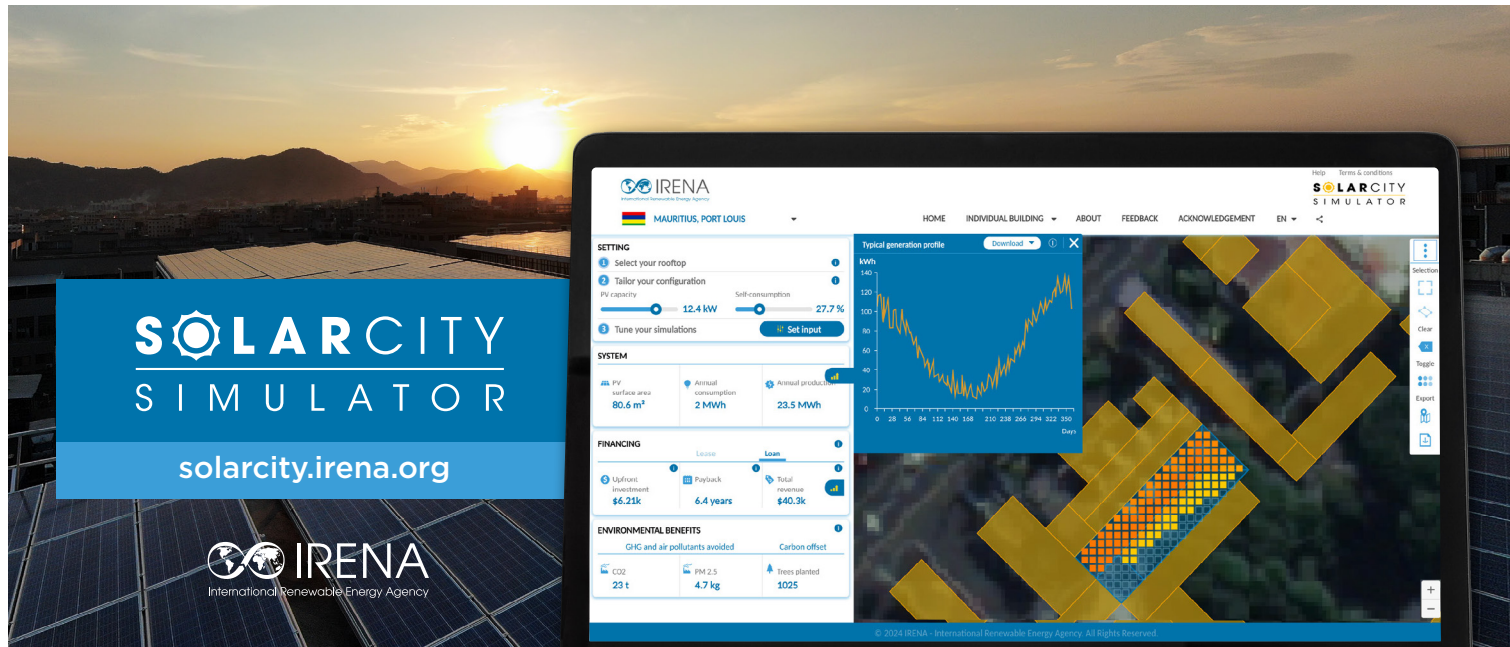 SOLARCITY
SIMULATOR
solarcity.irena.org
IRENA
International Renewable Energy Agency
IRENA
International Renewable Energy Agency
Help Terms & conditions
SOLARCITY
SIMULATOR
MAURITIUS, PORT LOUIS
HOME INDIVIDUAL BUILDING ABOUT FEEDBACK ACKNOWLEDGEMENT EN
SETTING
1 Select your rooftop
2 Tailor your configuration
PV capacity Self-consumption
12.4 kW 27.7 %
3 Tune your simulations Set input
SYSTEM
PV surface area
80.6 m²
Annual consumption
2 MWh
Annual production
23.5 MWh
FINANCING
Lease Loan
Upfront investment
$6.21k
Payback
6.4 years
Total revenue
$40.3k
ENVIRONMENTAL BENEFITS
GHG and air pollutants avoided Carbon offset
CO2
23 t
PM 2.5
4.7 kg
Trees planted
1025
Typical generation profile Download
kWh
140
120
100
80
60
40
20
0
0 28 56 84 112 140 168 210 238 266 294 322 350
Days
Selection
Clear
Toggle
Export
+
−
© 2024 IRENA - International Renewable Energy Agency. All Rights Reserved.